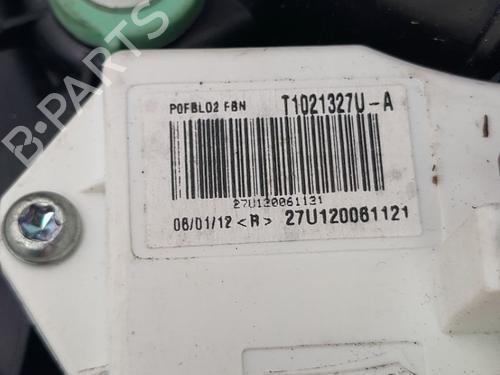 P0FBL02 FBN T1021327U-A
27U120061131
06/01/12 <R> 27U120061121
B-PARTS